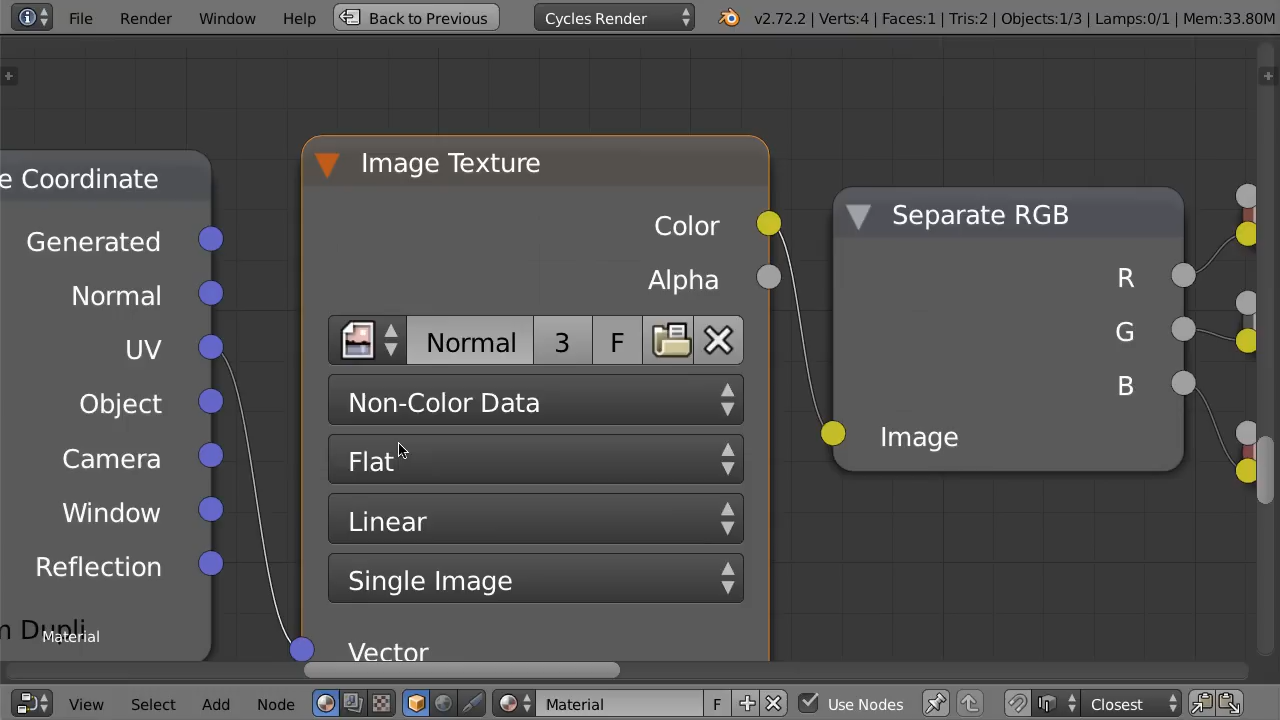 File Render Window Help Back to Previous Cycles Render v2.72.2 | Verts:4 | Faces:1 | Tris:2 | Objects:1/3 | Lamps:0/1 | Mem:33.80M
e Coordinate
Generated
Normal
UV
Object
Camera
Window
Reflection
n Dupli
Material
Image Texture
Color
Alpha
Normal 3 F
Non-Color Data
Flat
Linear
Single Image
Vector
Separate RGB
R
G
B
Image
View Select Add Node Material F Use Nodes Closest